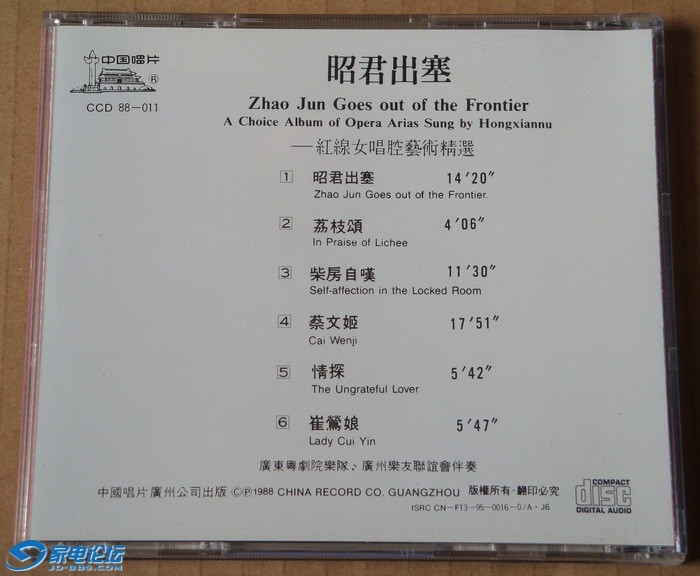 中国唱片
®
CCD 88-011
昭君出塞
Zhao Jun Goes out of the Frontier
A Choice Album of Opera Arias Sung by Hongxiannu
—紅線女唱腔藝術精選
1 昭君出塞 14′20″
Zhao Jun Goes out of the Frontier.
2 荔枝頌 4′06″
In Praise of Lichee
3 柴房自嘆 11′30″
Self-affection in the Locked Room
4 蔡文姬 17′51″
Cai Wenji
5 情探 5′42″
The Ungrateful Lover
6 崔鶯娘 5′47″
Lady Cui Yin
廣東粵劇院樂隊、廣州樂友聯誼會伴奏
中國唱片廣州公司出版 ©℗1988 CHINA RECORD CO. GUANGZHOU 版權所有·翻印必究
ISRC CN-F13-95-0016-0/A·J6
COMPACT
disc
DIGITAL AUDIO
家电论坛
JD-BBS.COM